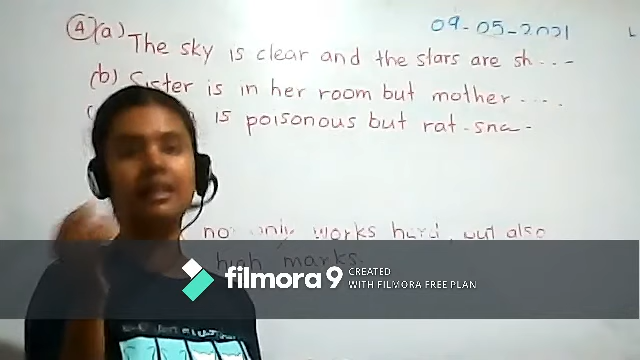 09-05-2021
④(a) The sky is clear and the stars are sh...-
(b) Sister is in her room but mother ....
is poisonous but rat-sna-
not only works hard, but also
high marks.
filmora 9 CREATED
WITH FILMORA FREE PLAN